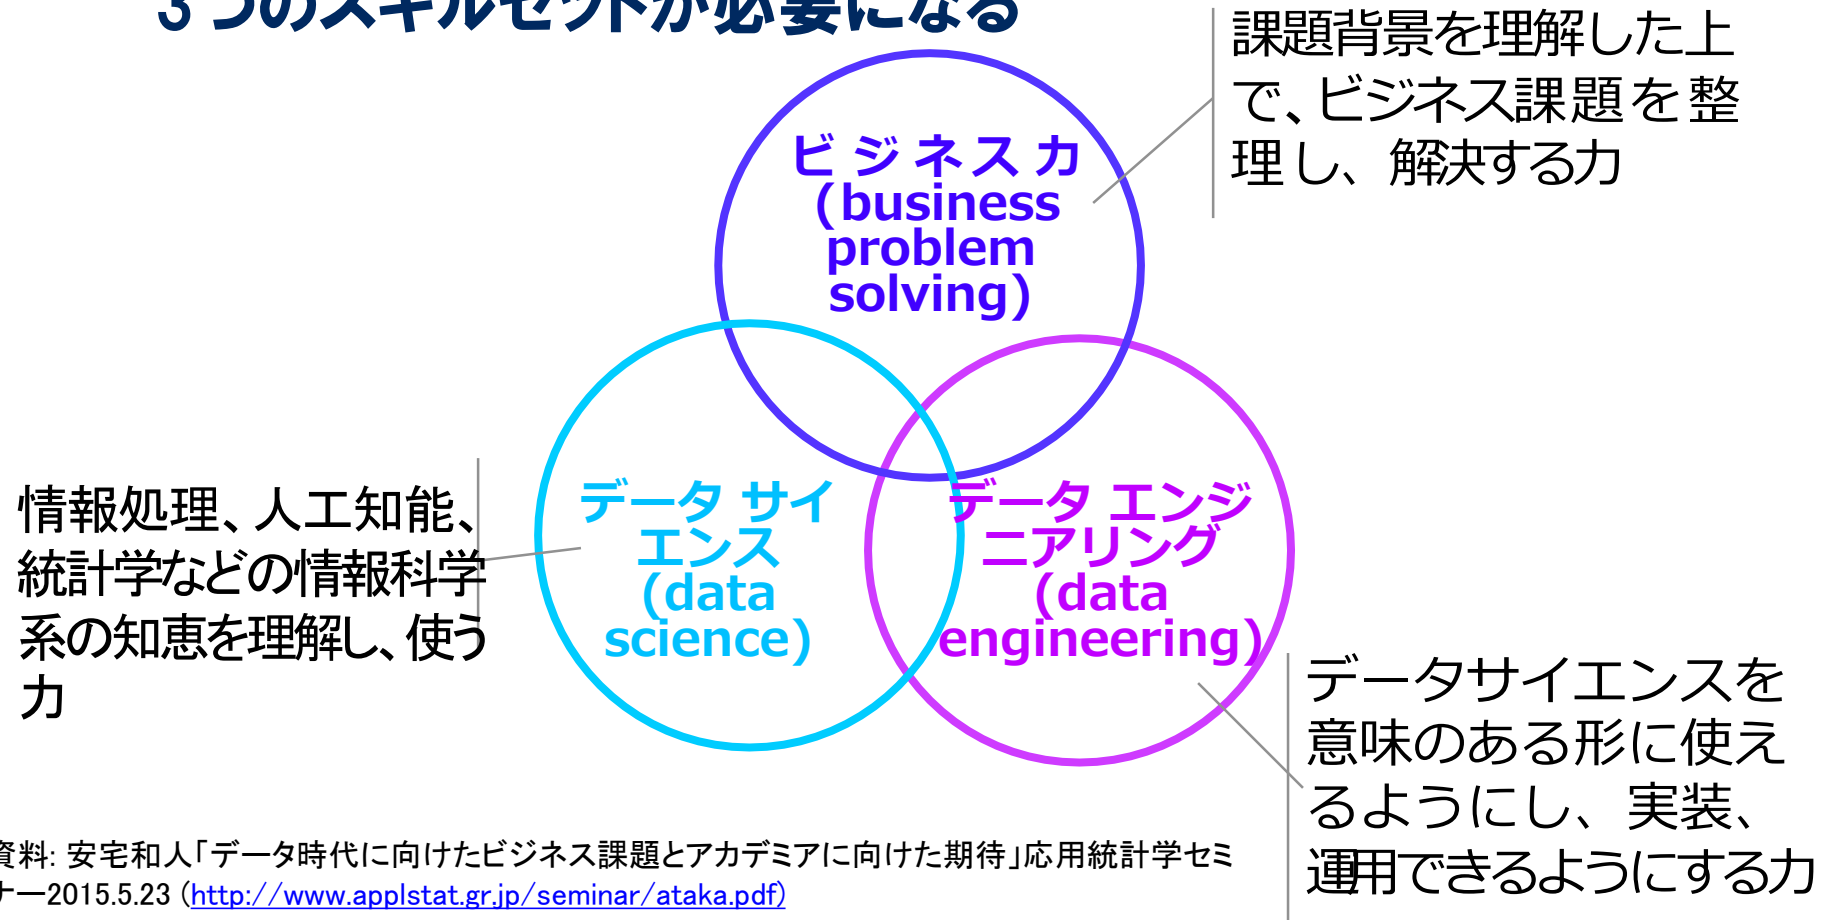 3つのスキルセットが必要になる
課題背景を理解した上
で、ビジネス課題を整
理し、解決する力
ビジネス力
(business
problem
solving)
データ サイ
エンス
(data
science)
データ エンジ
ニアリング
(data
engineering)
情報処理、人工知能、
統計学などの情報科学
系の知恵を理解し、使う
力
データサイエンスを
意味のある形に使え
るようにし、実装、
運用できるようにする力
資料: 安宅和人「データ時代に向けたビジネス課題とアカデミアに向けた期待」応用統計学セミ
ナー2015.5.23 (http://www.applstat.gr.jp/seminar/ataka.pdf)